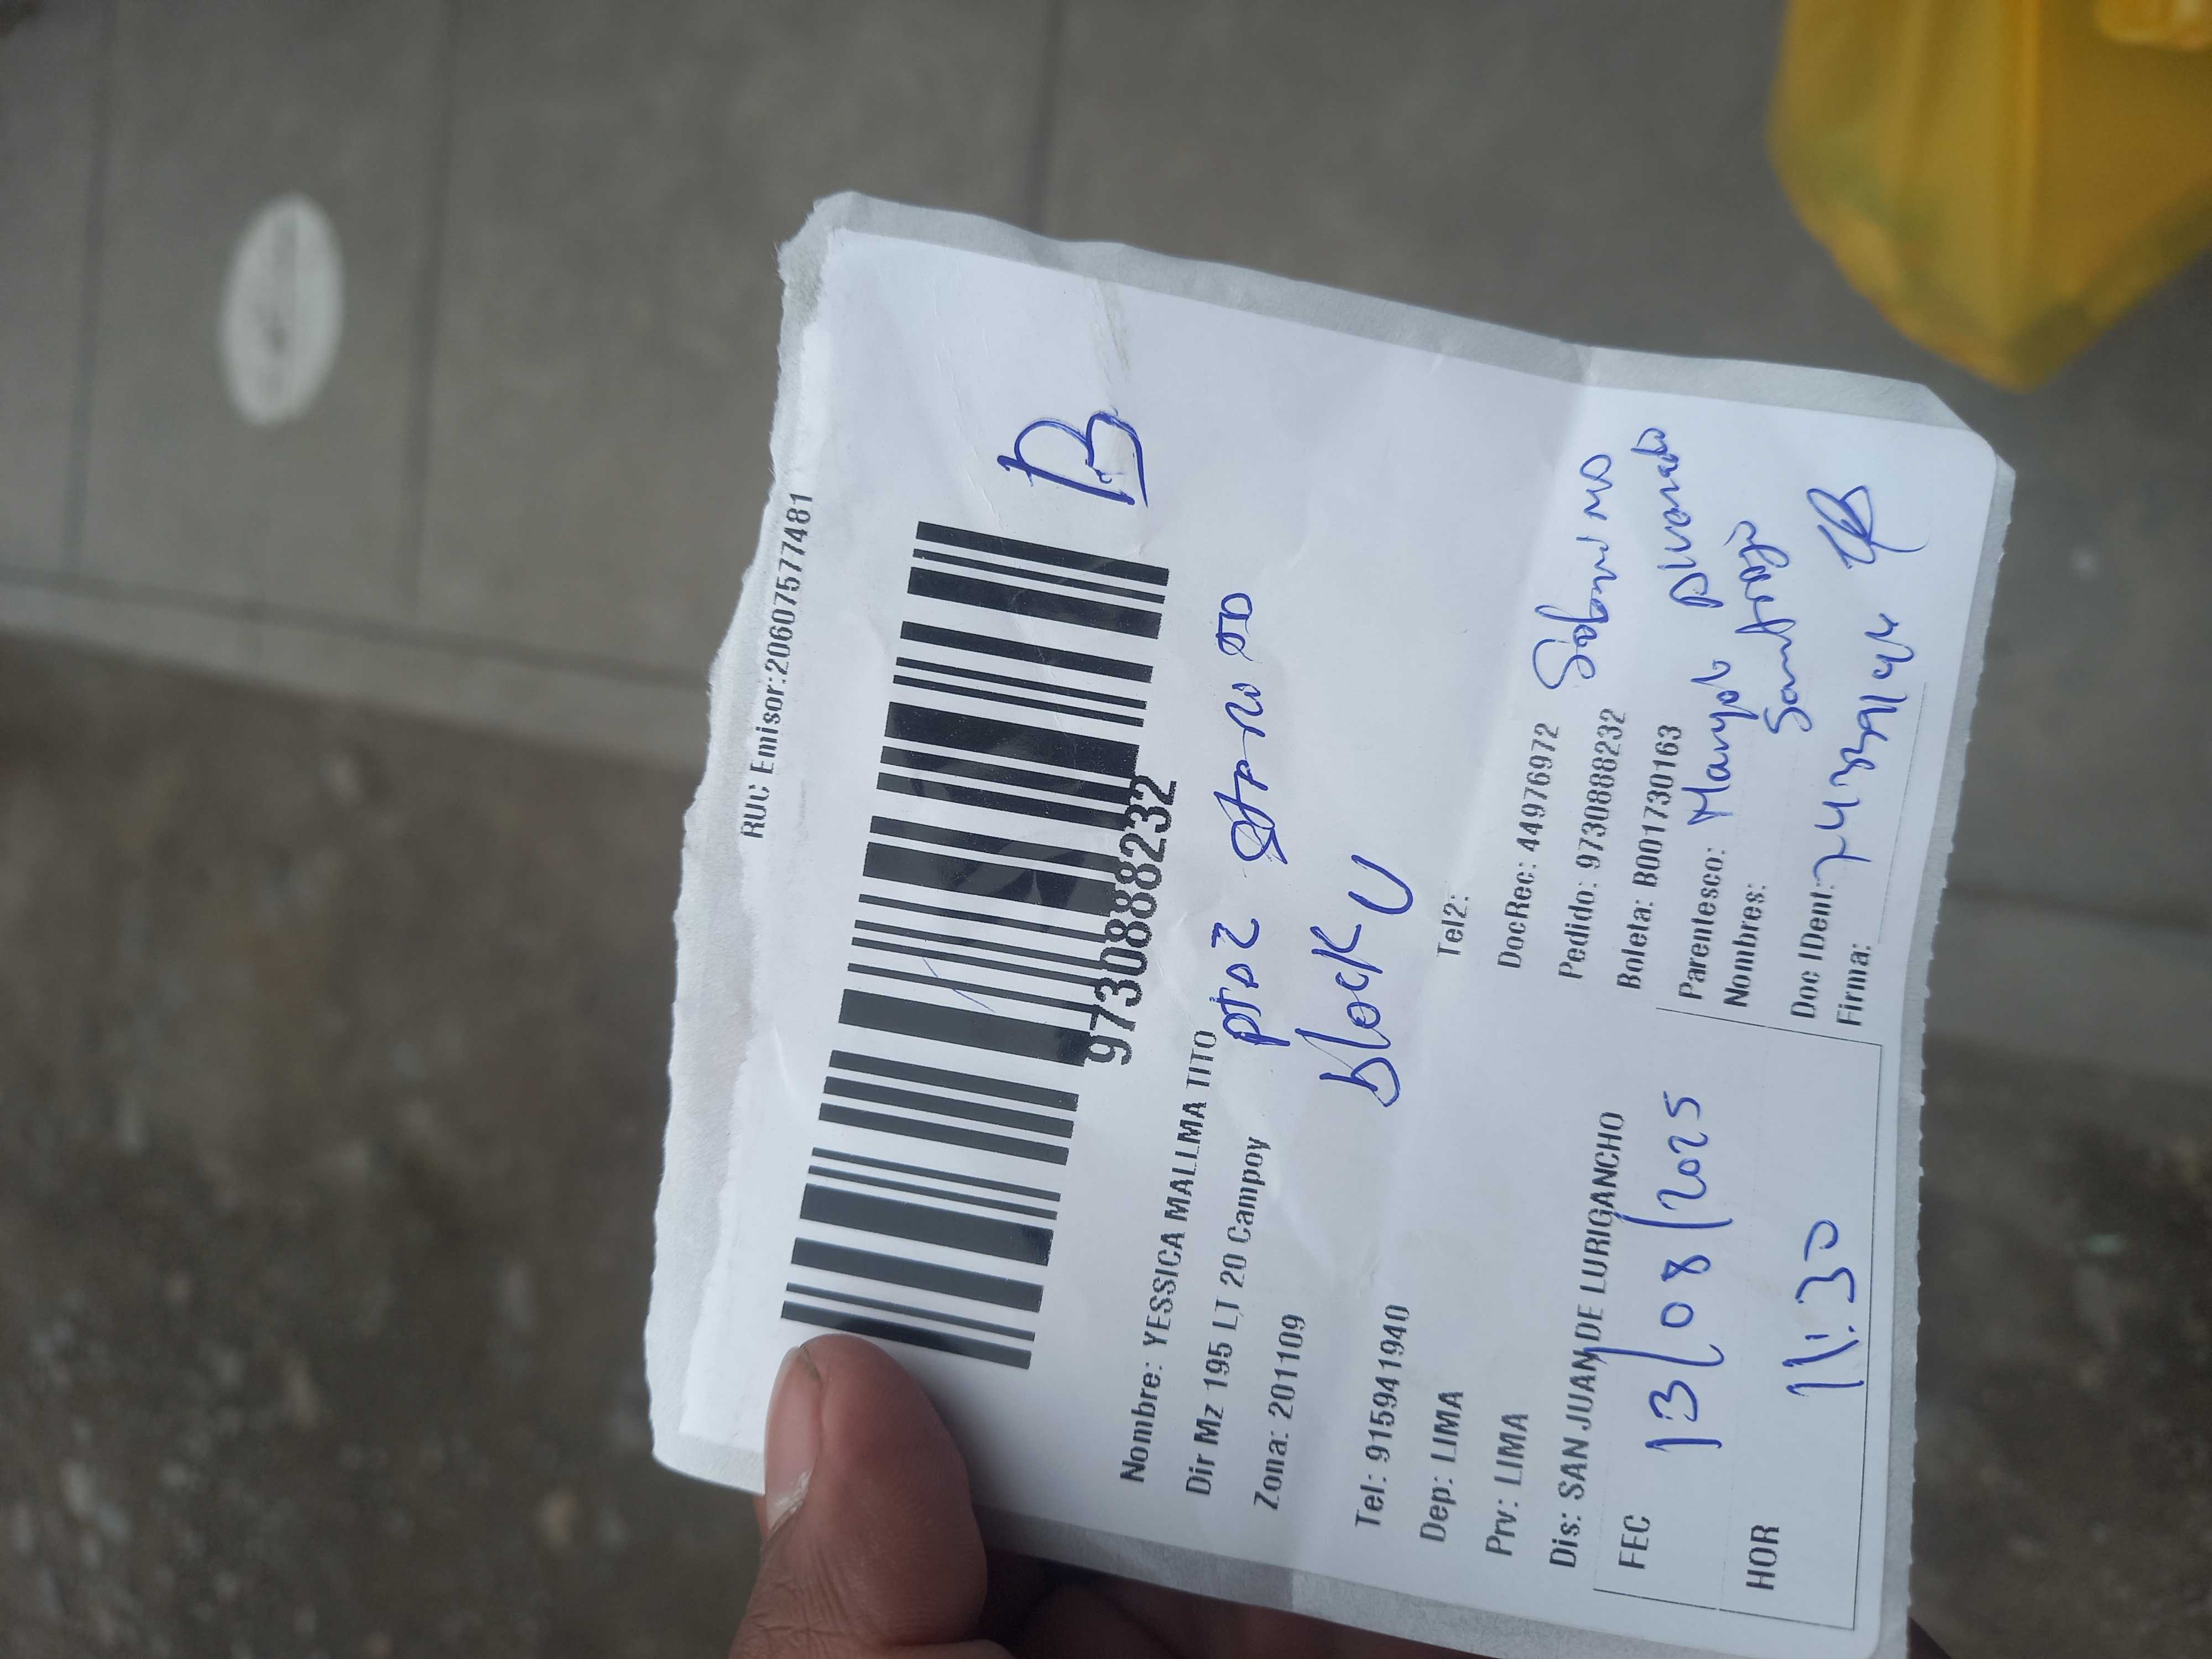 RUC Emisor:20607577481
B
9730888232
Nombre: YESSICA MALLMA TITO
Dir Mz 195 LT 20 Campoy
Zona: 201109
block U
Tel: 915941940 Tel2:
Dep: LIMA
Prv: LIMA
Dis: SAN JUAN DE LURIGANCHO
DocRec: 44976972
Pedido: 9730888232
Boleta: B001730163
Parentesco:
Nombres:
Doc IDent:
Firma:
FEC 13/08/2025
HOR 11:30